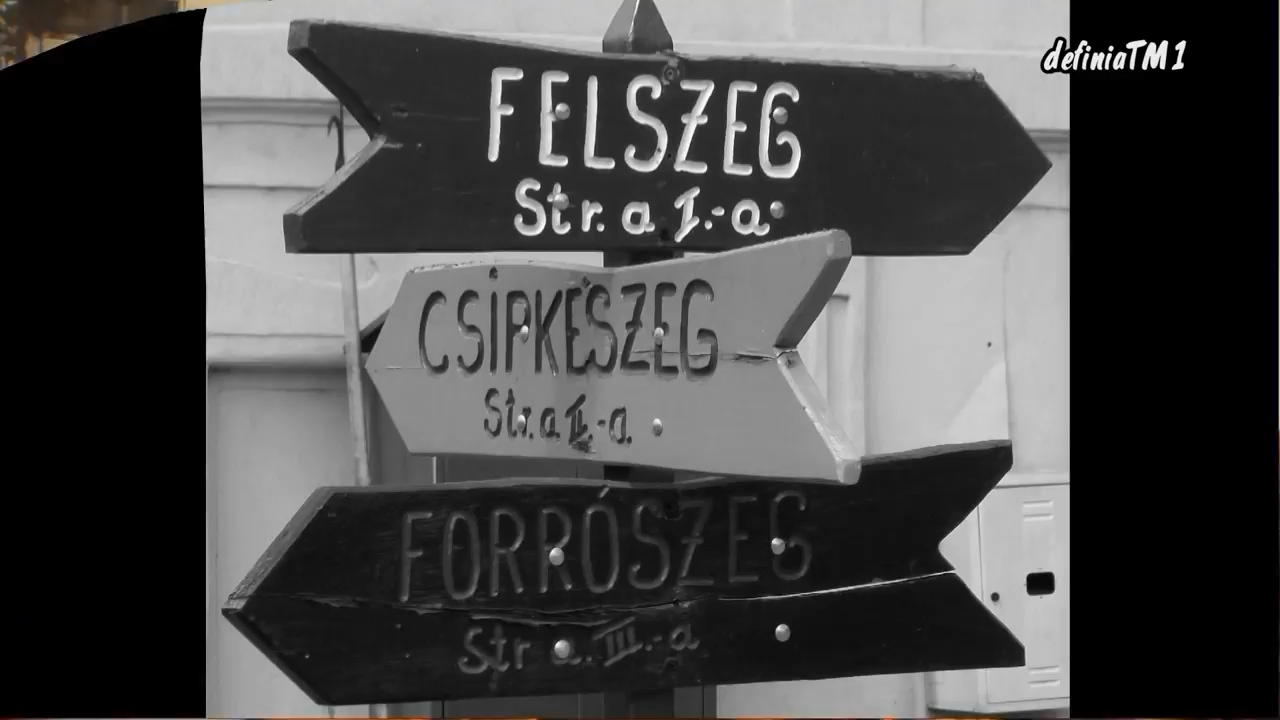 definiaTM1
FELSZEG
Str. a I.-a
CSIPKÉSZEG
Str. a II.-a.
FORRÓSZEG
Str a. III.-a